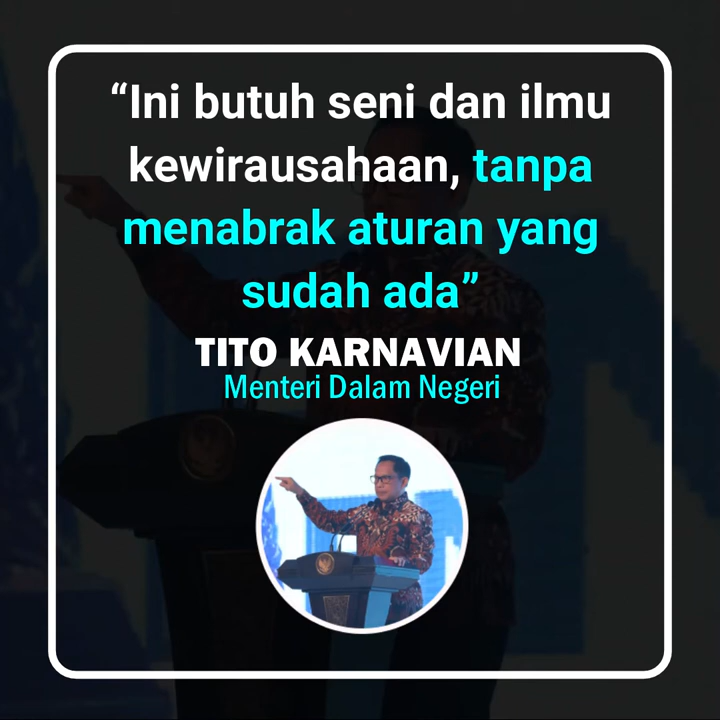 “Ini butuh seni dan ilmu
kewirausahaan, tanpa
menabrak aturan yang
sudah ada”
TITO KARNAVIAN
Menteri Dalam Negeri